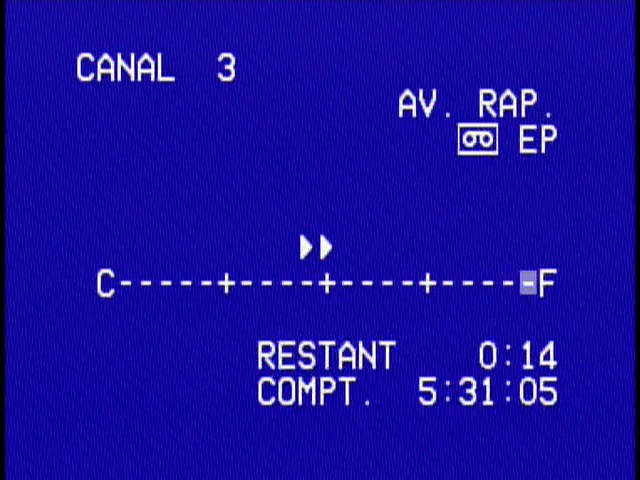 CANAL 3
AV. RAP.
EP
C-----+----+----+-----F
RESTANT 0:14
COMPT. 5:31:05